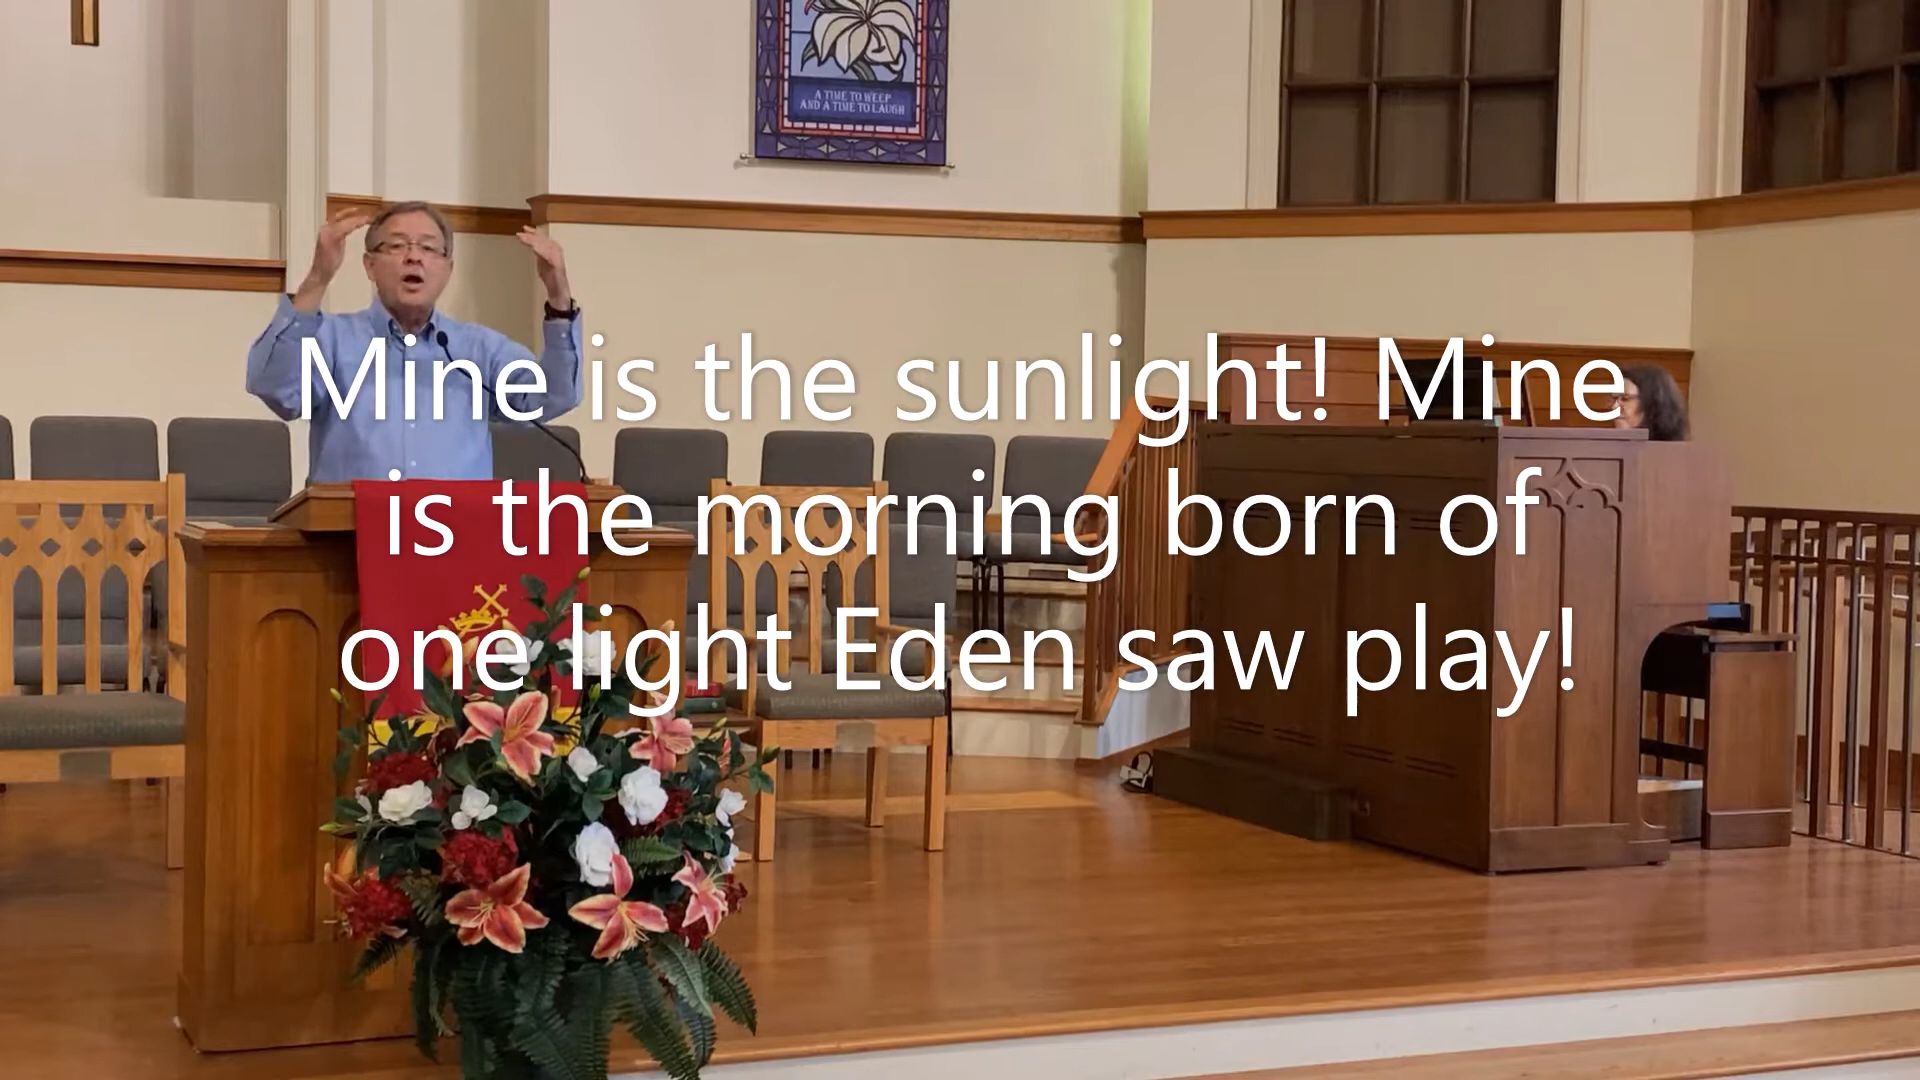 A TIME TO WEEP
AND A TIME TO LAUGH
Mine is the sunlight! Mine
is the morning born of
one light Eden saw play!